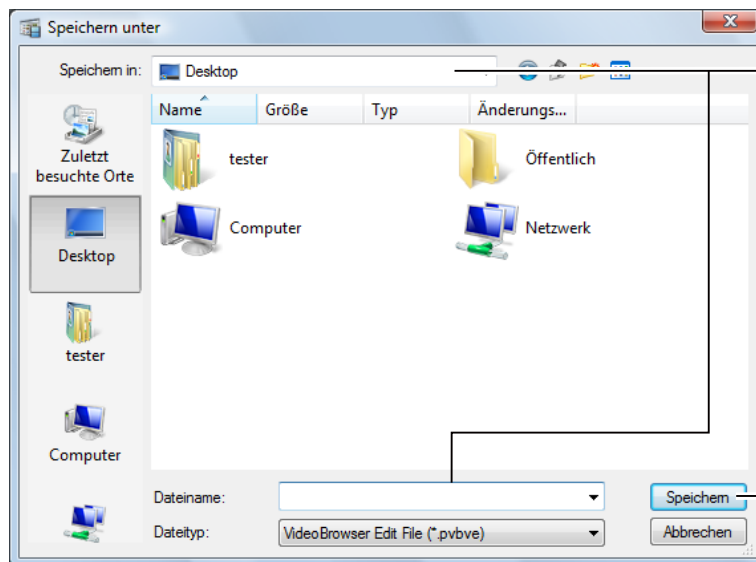 Speichern unter
Speichern in: Desktop
Name Größe Typ Änderungs...
Zuletzt besuchte Orte
Desktop
tester
Computer
tester
Öffentlich
Computer
Netzwerk
Dateiname: Speichern
Dateityp: VideoBrowser Edit File (*.pvbve) Abbrechen